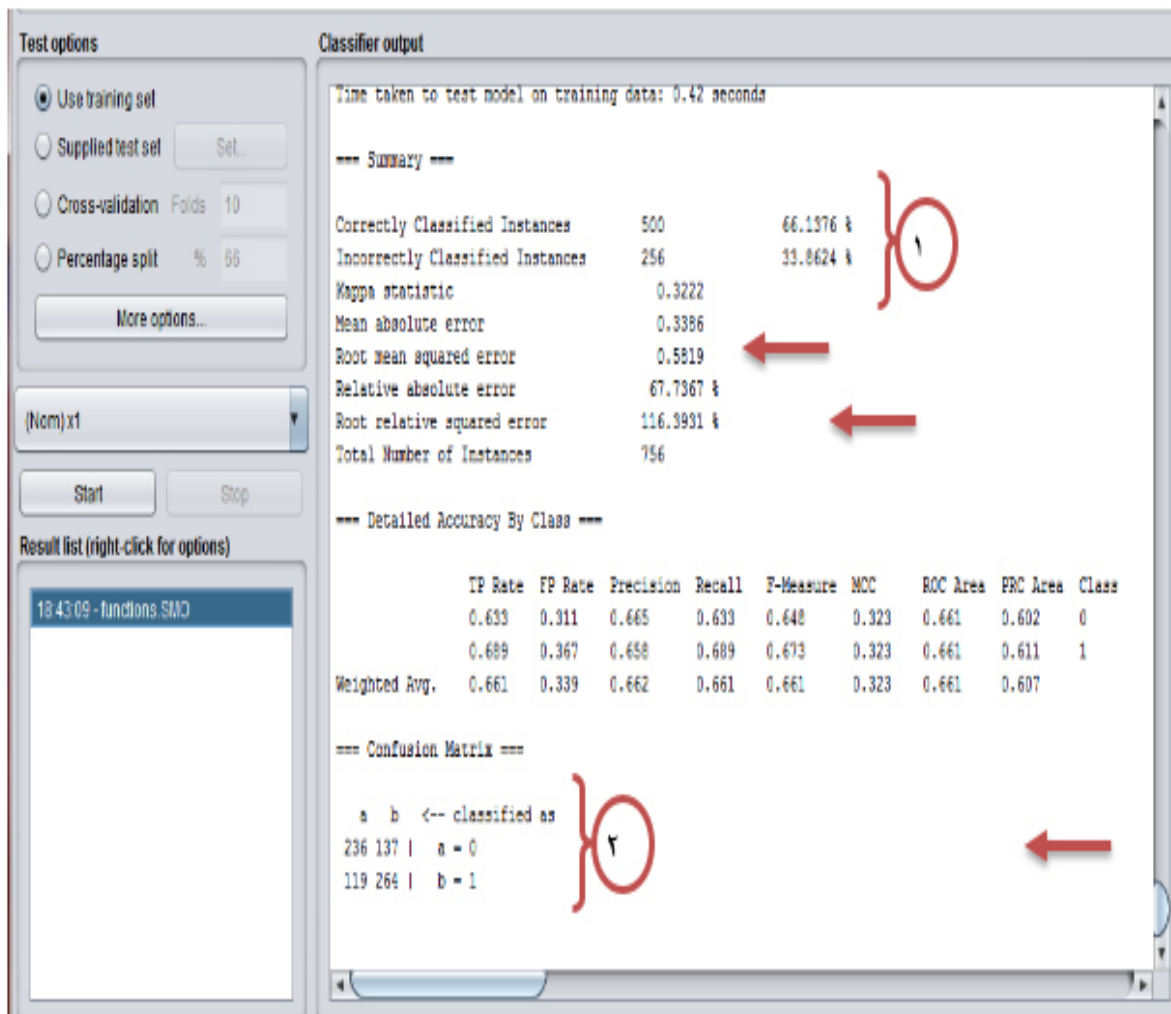 Test options
Use training set
Supplied test set Set..
Cross-validation Folds 10
Percentage split % 66
More options...
(Nom) x1
Start Stop
Result list (right-click for options)
18:43:09 - functions.SMO
Classifier output
Time taken to test model on training data: 0.42 seconds
=== Summary ===
Correctly Classified Instances 500 66.1376 %
Incorrectly Classified Instances 256 33.8624 %
Kappa statistic 0.3222
Mean absolute error 0.3386
Root mean squared error 0.5819
Relative absolute error 67.7367 %
Root relative squared error 116.3931 %
Total Number of Instances 756
١
=== Detailed Accuracy By Class ===
TP Rate FP Rate Precision Recall F-Measure MCC ROC Area PRC Area Class
0.633 0.311 0.665 0.633 0.648 0.323 0.661 0.602 0
0.689 0.367 0.658 0.689 0.673 0.323 0.661 0.611 1
Weighted Avg. 0.661 0.339 0.662 0.661 0.661 0.323 0.661 0.607
=== Confusion Matrix ===
a b <-- classified as
236 137 | a = 0
119 264 | b = 1
٢